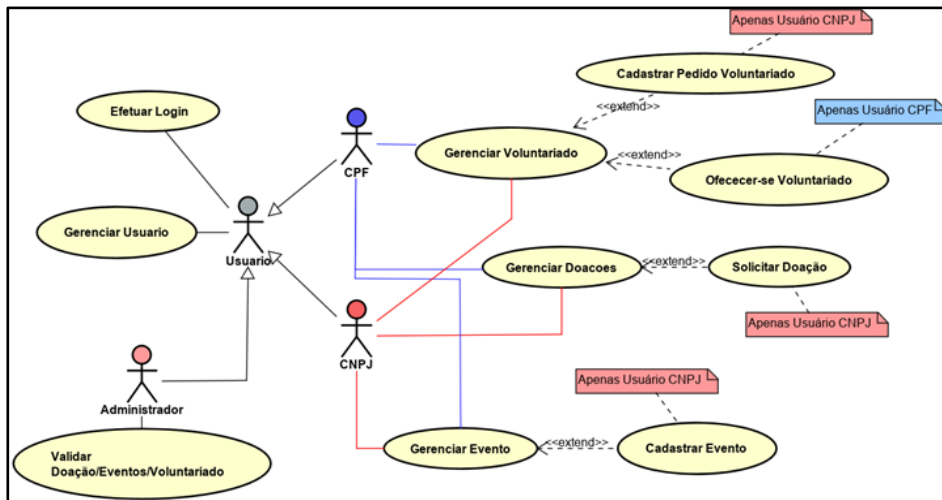 Apenas Usuário CNPJ
Cadastrar Pedido Voluntariado
Efetuar Login
<<extend>>
Apenas Usuário CPF
Gerenciar Voluntariado
<<extend>>
CPF
Ofececer-se Voluntariado
Gerenciar Usuario
Usuario
Gerenciar Doacoes
<<extend>>
Solicitar Doação
Apenas Usuário CNPJ
CNPJ
Apenas Usuário CNPJ
Administrador
Validar
Doação/Eventos/Voluntariado
Gerenciar Evento
<<extend>>
Cadastrar Evento